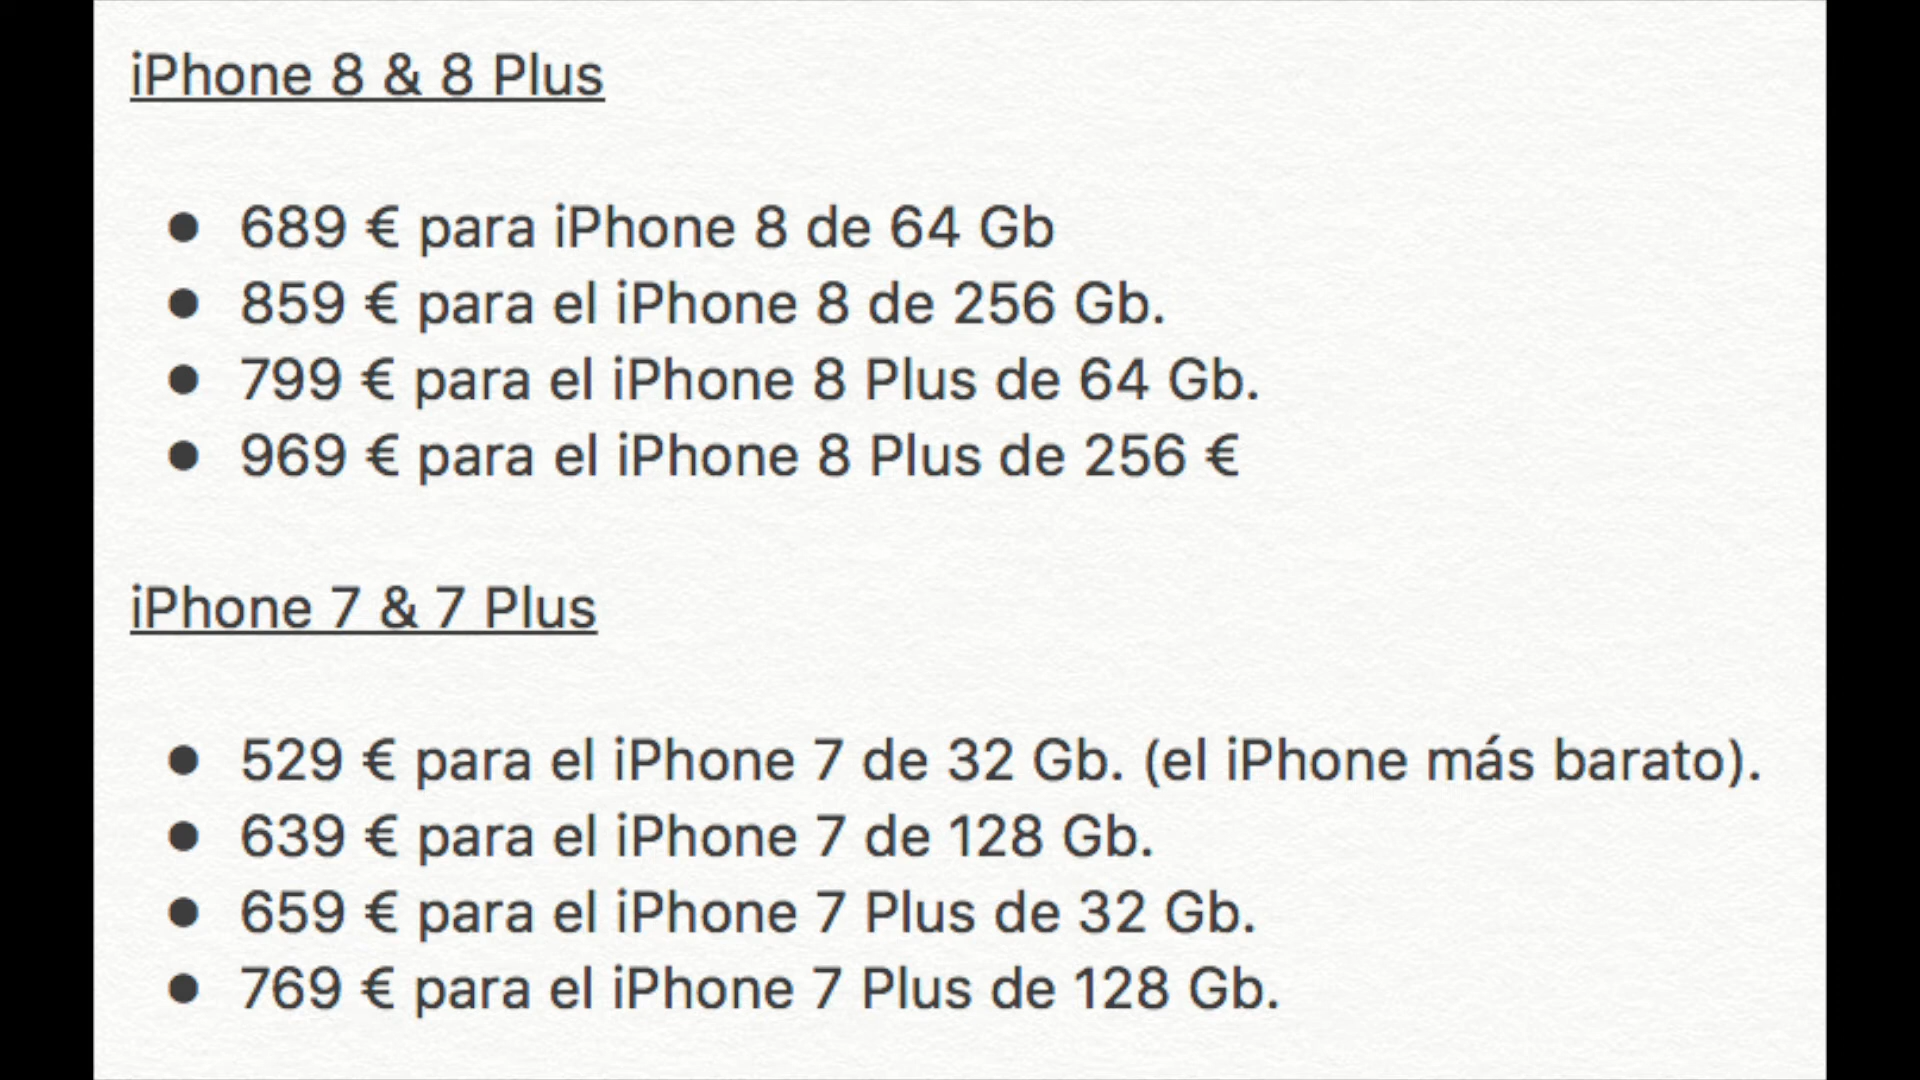 iPhone 8 & 8 Plus
● 689 € para iPhone 8 de 64 Gb
● 859 € para el iPhone 8 de 256 Gb.
● 799 € para el iPhone 8 Plus de 64 Gb.
● 969 € para el iPhone 8 Plus de 256 €
iPhone 7 & 7 Plus
● 529 € para el iPhone 7 de 32 Gb. (el iPhone más barato).
● 639 € para el iPhone 7 de 128 Gb.
● 659 € para el iPhone 7 Plus de 32 Gb.
● 769 € para el iPhone 7 Plus de 128 Gb.